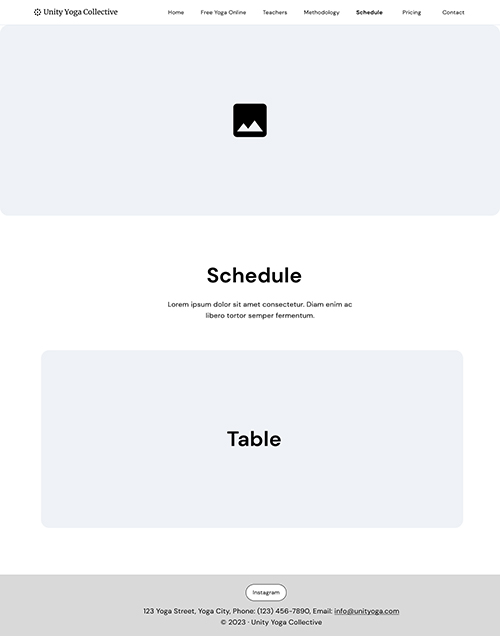 Unity Yoga Collective
Home Free Yoga Online Teachers Methodology Schedule Pricing Contact
Schedule
Lorem ipsum dolor sit amet consectetur. Diam enim ac
libero tortor semper fermentum.
Table
Instagram
123 Yoga Street, Yoga City, Phone: (123) 456-7890, Email: info@unityoga.com
© 2023 · Unity Yoga Collective